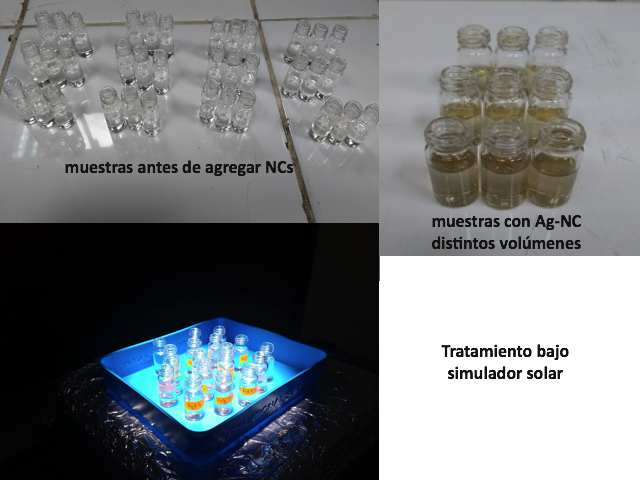 muestras antes de agregar NCs
muestras con Ag-NC
distintos volúmenes
Tratamiento bajo
simulador solar